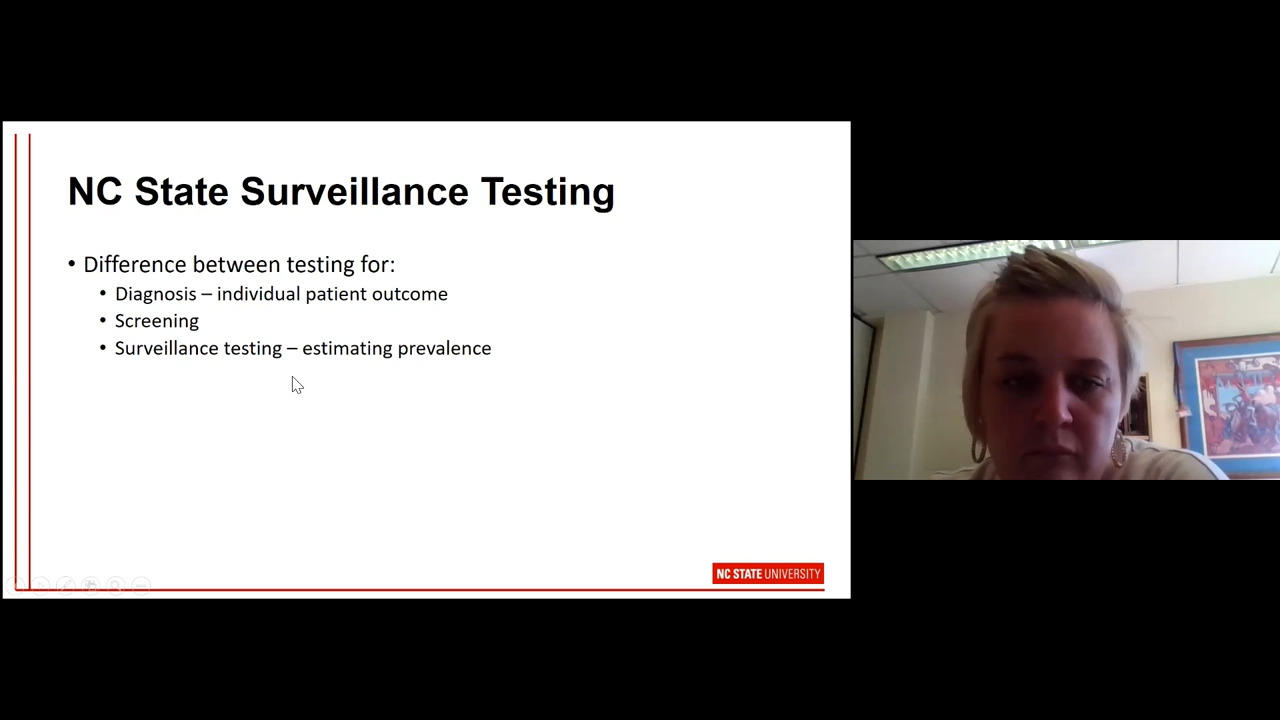 NC State Surveillance Testing
• Difference between testing for:
• Diagnosis – individual patient outcome
• Screening
• Surveillance testing – estimating prevalence
NC STATE UNIVERSITY